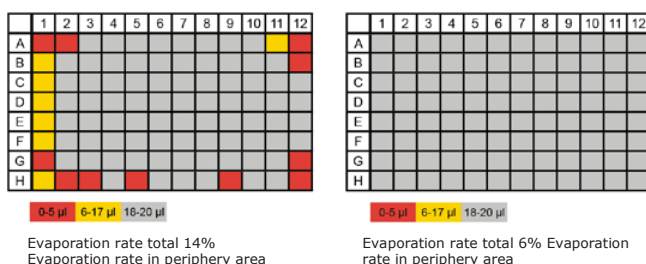 1 2 3 4 5 6 7 8 9 10 11 12
A
B
C
D
E
F
G
H
0-5 µl 6-17 µl 18-20 µl
Evaporation rate total 14%
Evaporation rate in periphery area
1 2 3 4 5 6 7 8 9 10 11 12
A
B
C
D
E
F
G
H
0-5 µl 6-17 µl 18-20 µl
Evaporation rate total 6% Evaporation
rate in periphery area